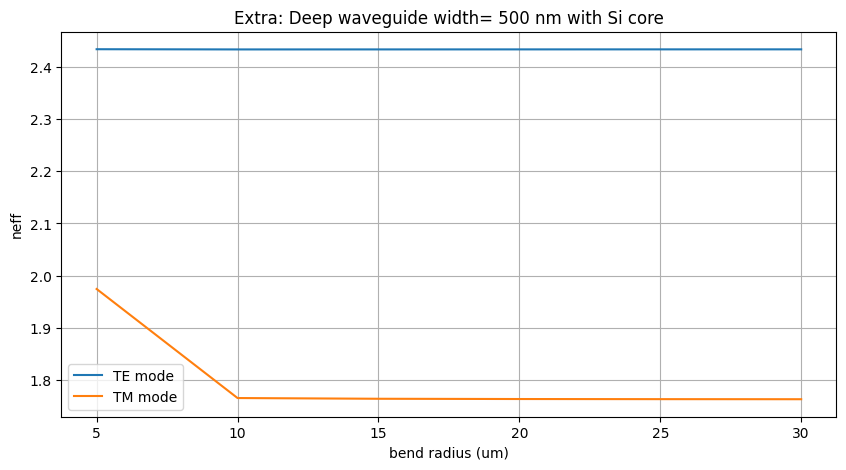 Extra: Deep waveguide width= 500 nm with Si core
neff
2.4
2.3
2.2
2.1
2.0
1.9
1.8
TE mode
TM mode
5
10
15
20
25
30
bend radius (um)